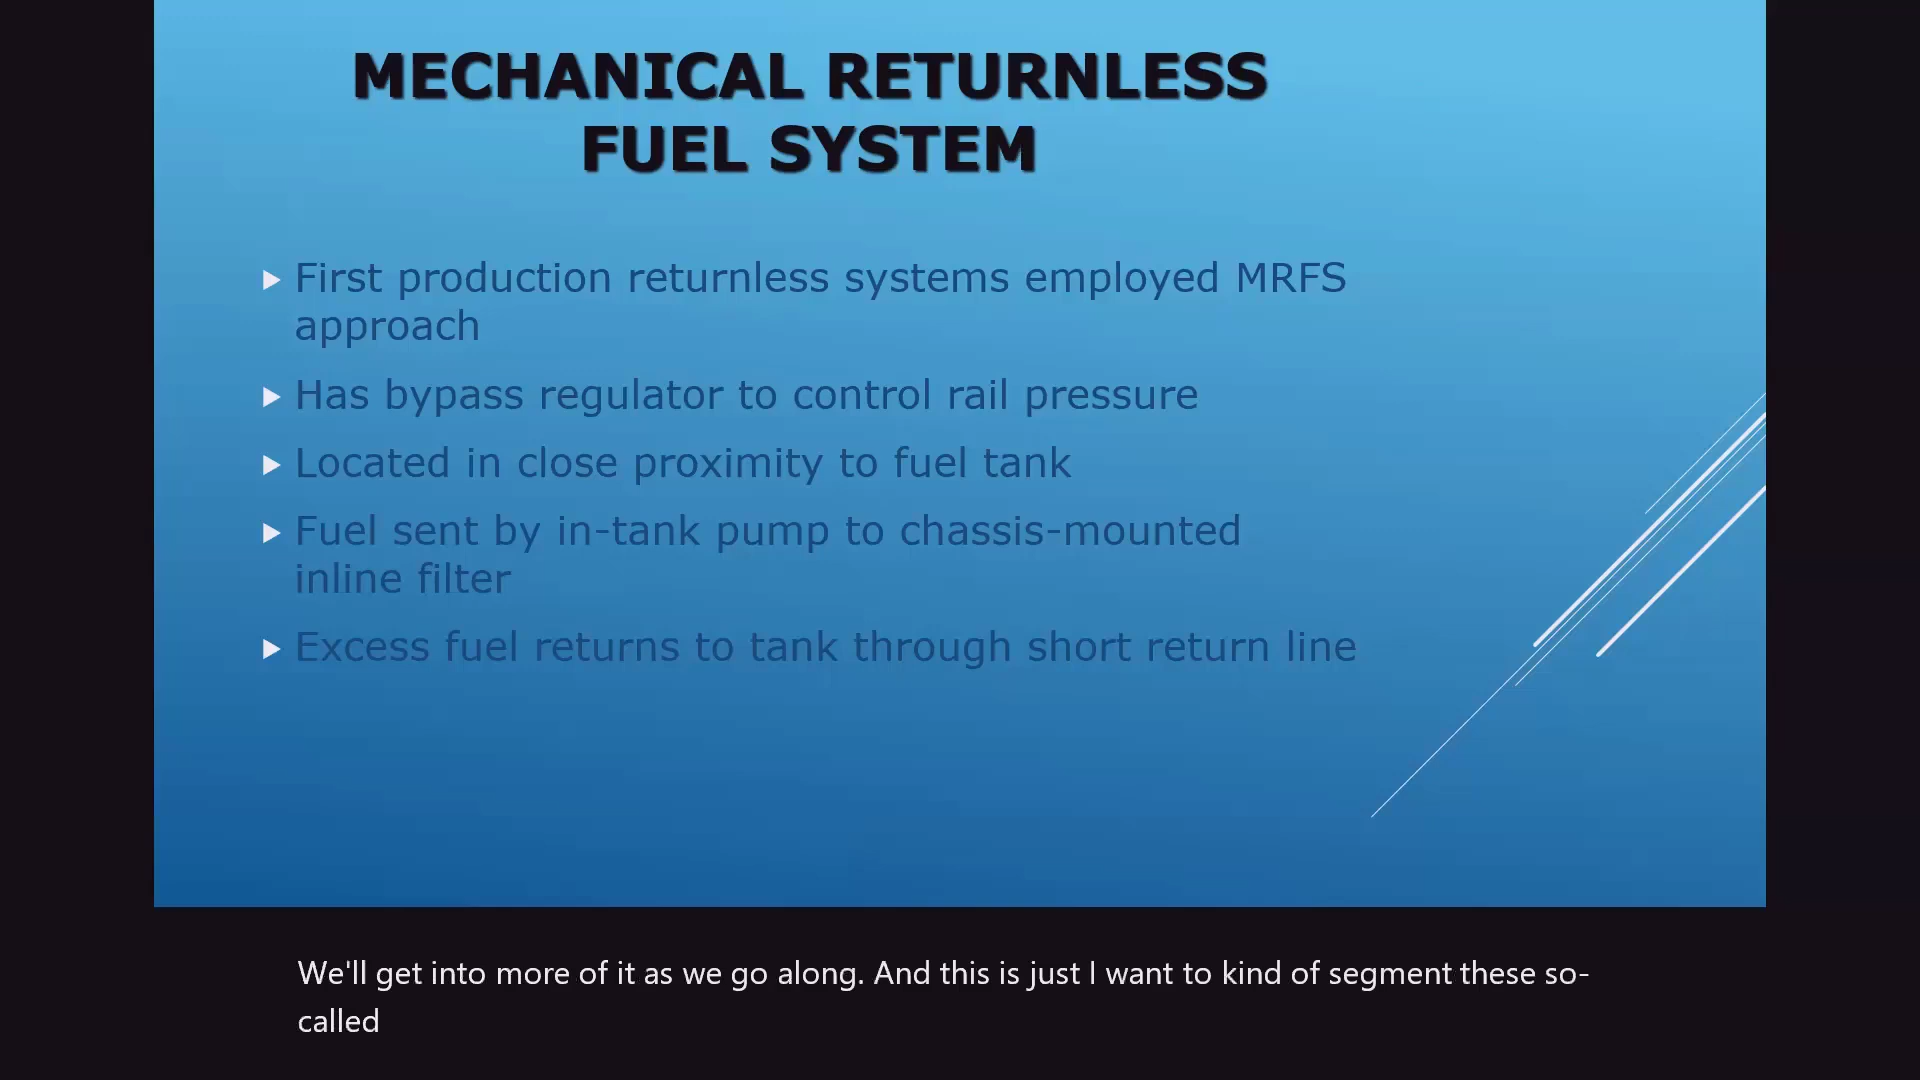 MECHANICAL RETURNLESS
FUEL SYSTEM
First production returnless systems employed MRFS
approach
Has bypass regulator to control rail pressure
Located in close proximity to fuel tank
Fuel sent by in-tank pump to chassis-mounted
inline filter
Excess fuel returns to tank through short return line
We'll get into more of it as we go along. And this is just I want to kind of segment these so-
called